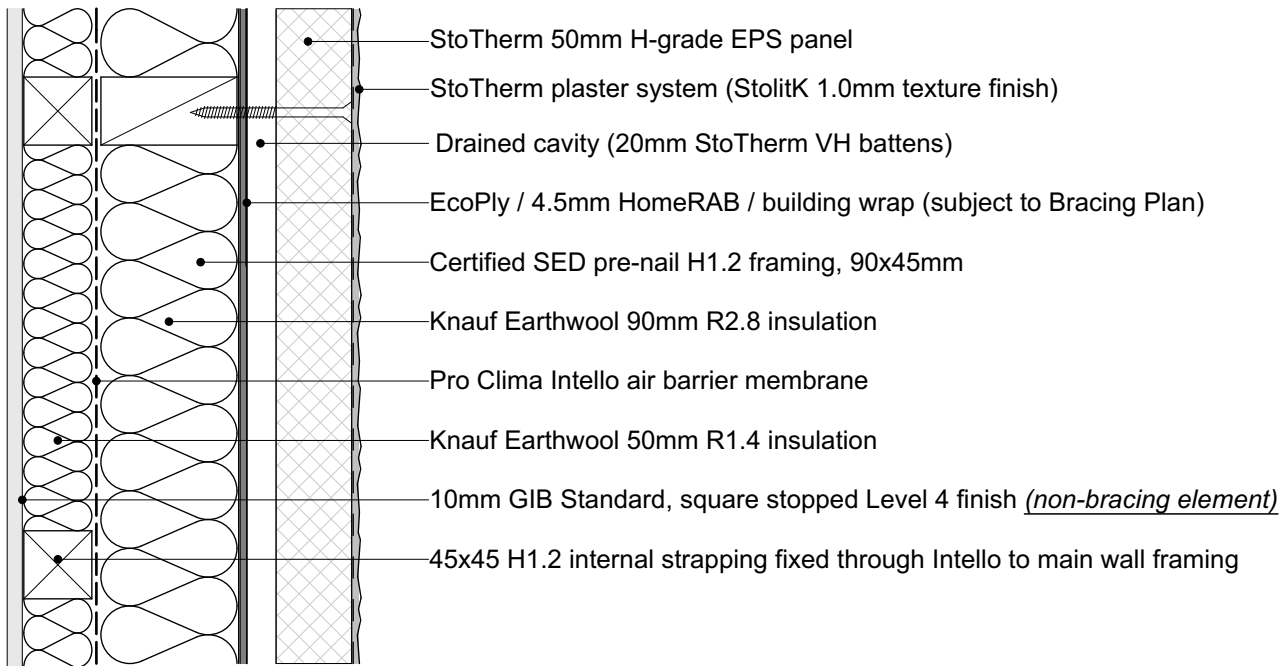 StoTherm 50mm H-grade EPS panel
StoTherm plaster system (StolitK 1.0mm texture finish)
Drained cavity (20mm StoTherm VH battens)
EcoPly / 4.5mm HomeRAB / building wrap (subject to Bracing Plan)
Certified SED pre-nail H1.2 framing, 90x45mm
Knauf Earthwool 90mm R2.8 insulation
Pro Clima Intello air barrier membrane
Knauf Earthwool 50mm R1.4 insulation
10mm GIB Standard, square stopped Level 4 finish (non-bracing element)
45x45 H1.2 internal strapping fixed through Intello to main wall framing